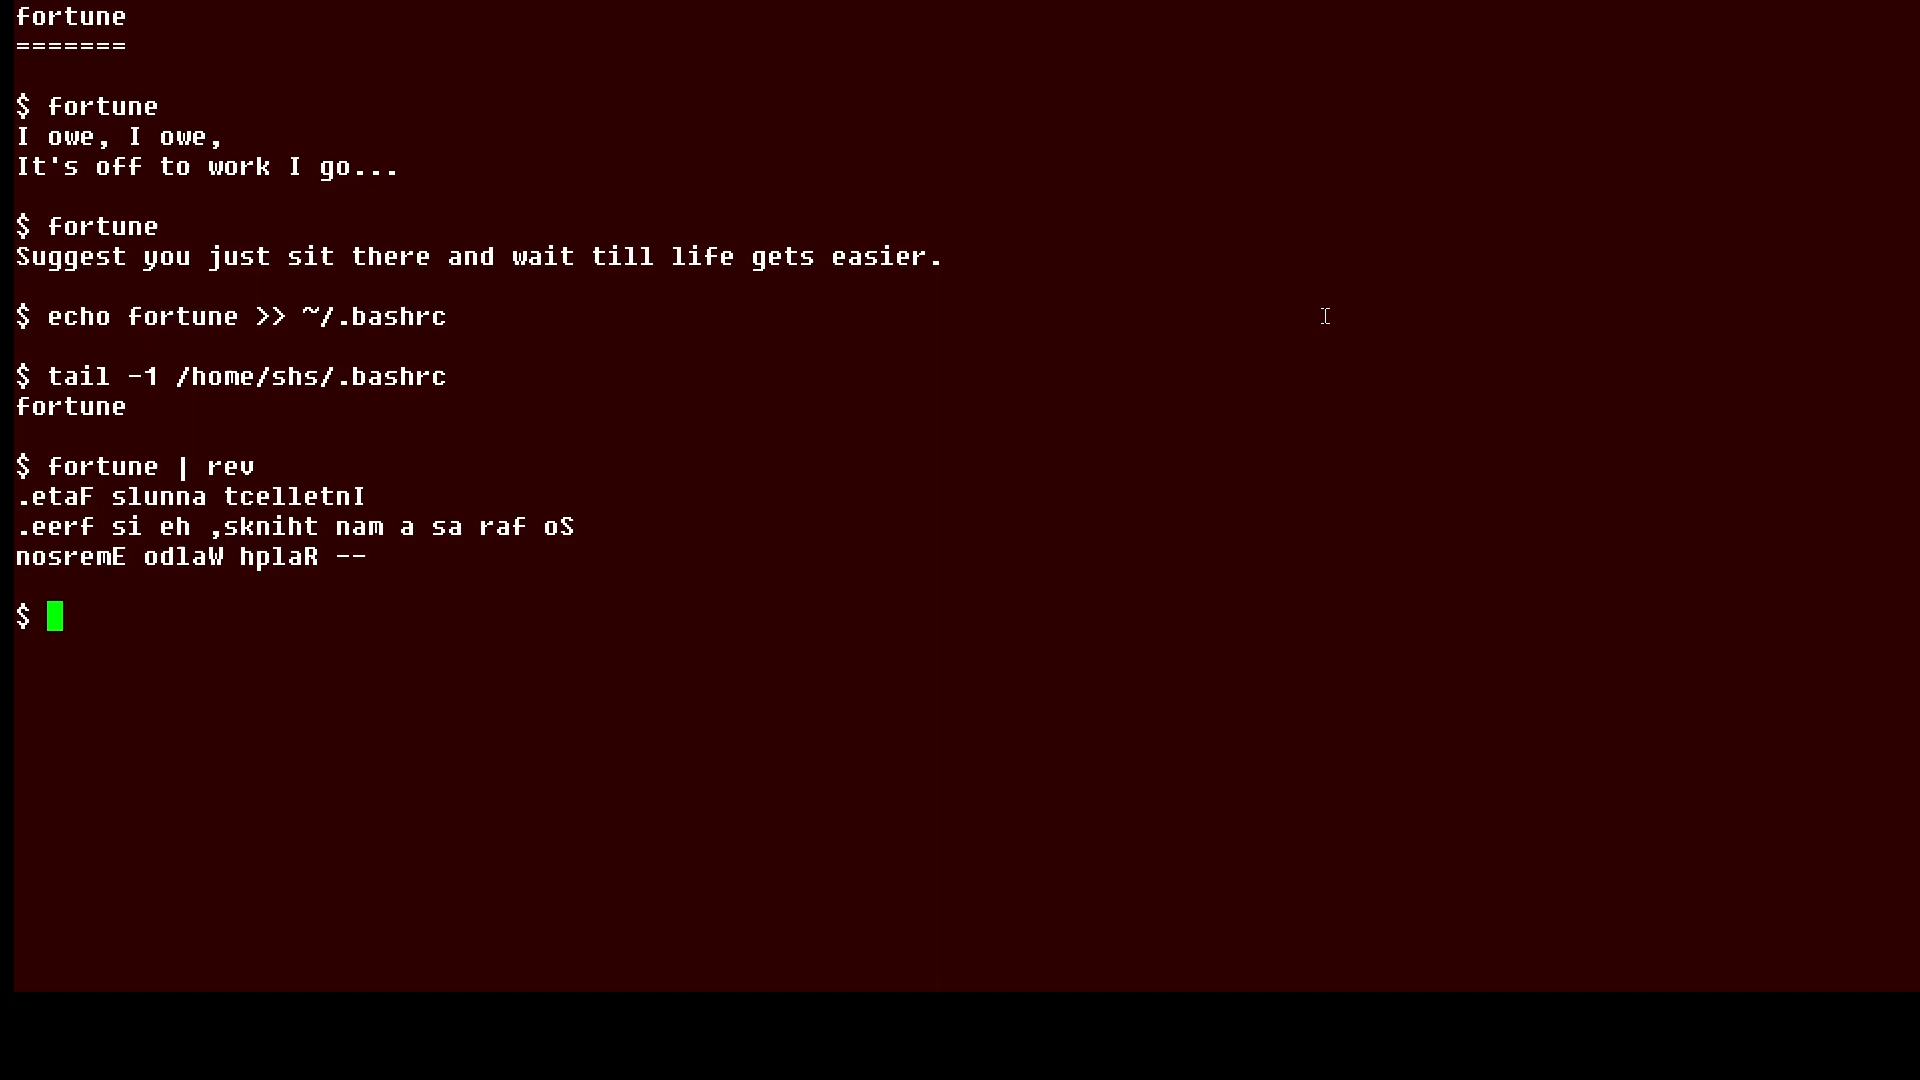 fortune
=======
$ fortune
I owe, I owe,
It's off to work I go...
$ fortune
Suggest you just sit there and wait till life gets easier.
$ echo fortune >> ~/.bashrc
$ tail -1 /home/shs/.bashrc
fortune
$ fortune | rev
.etaF slunna tcelletnI
.eerf si eh ,skniht nam a sa raf oS
nosremE odlaW hplaR --
$